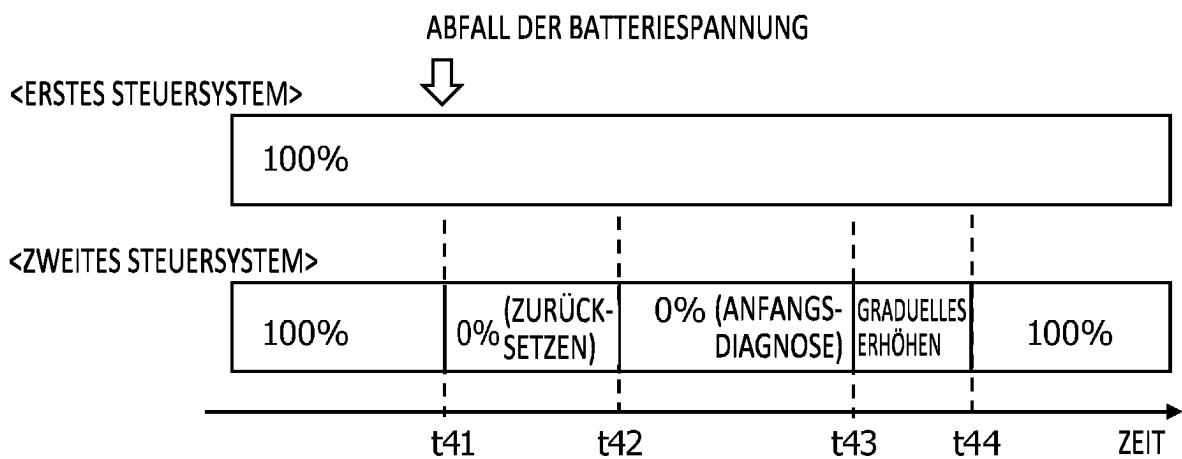 ABFALL DER BATTERIESPANNUNG
<ERSTES STEUERSYSTEM>
100%
<ZWEITES STEUERSYSTEM>
100%
0% (ZURÜCK-
SETZEN)
0% (ANFANGS-
DIAGNOSE)
GRADUELLES
ERHÖHEN
100%
t41
t42
t43
t44
ZEIT